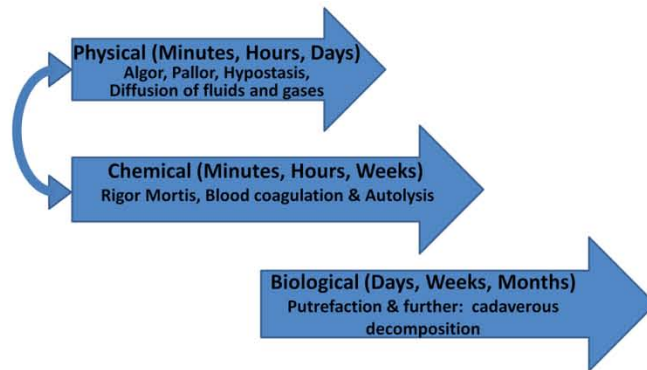 Physical (Minutes, Hours, Days)
Algor, Pallor, Hypostasis,
Diffusion of fluids and gases
Chemical (Minutes, Hours, Weeks)
Rigor Mortis, Blood coagulation & Autolysis
Biological (Days, Weeks, Months)
Putrefaction & further: cadaverous
decomposition